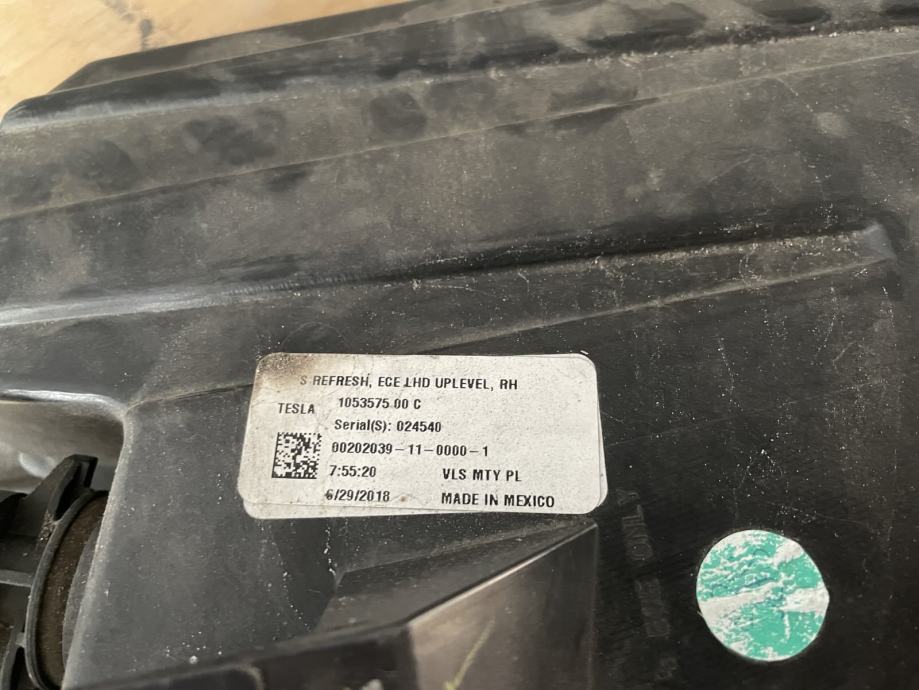 S REFRESH, ECE LHD UPLEVEL, RH
TESLA 1053575-00 C
Serial(S): 024540
00202039-11-0000-1
7:55:20 VLS MTY PL
6/29/2018 MADE IN MEXICO